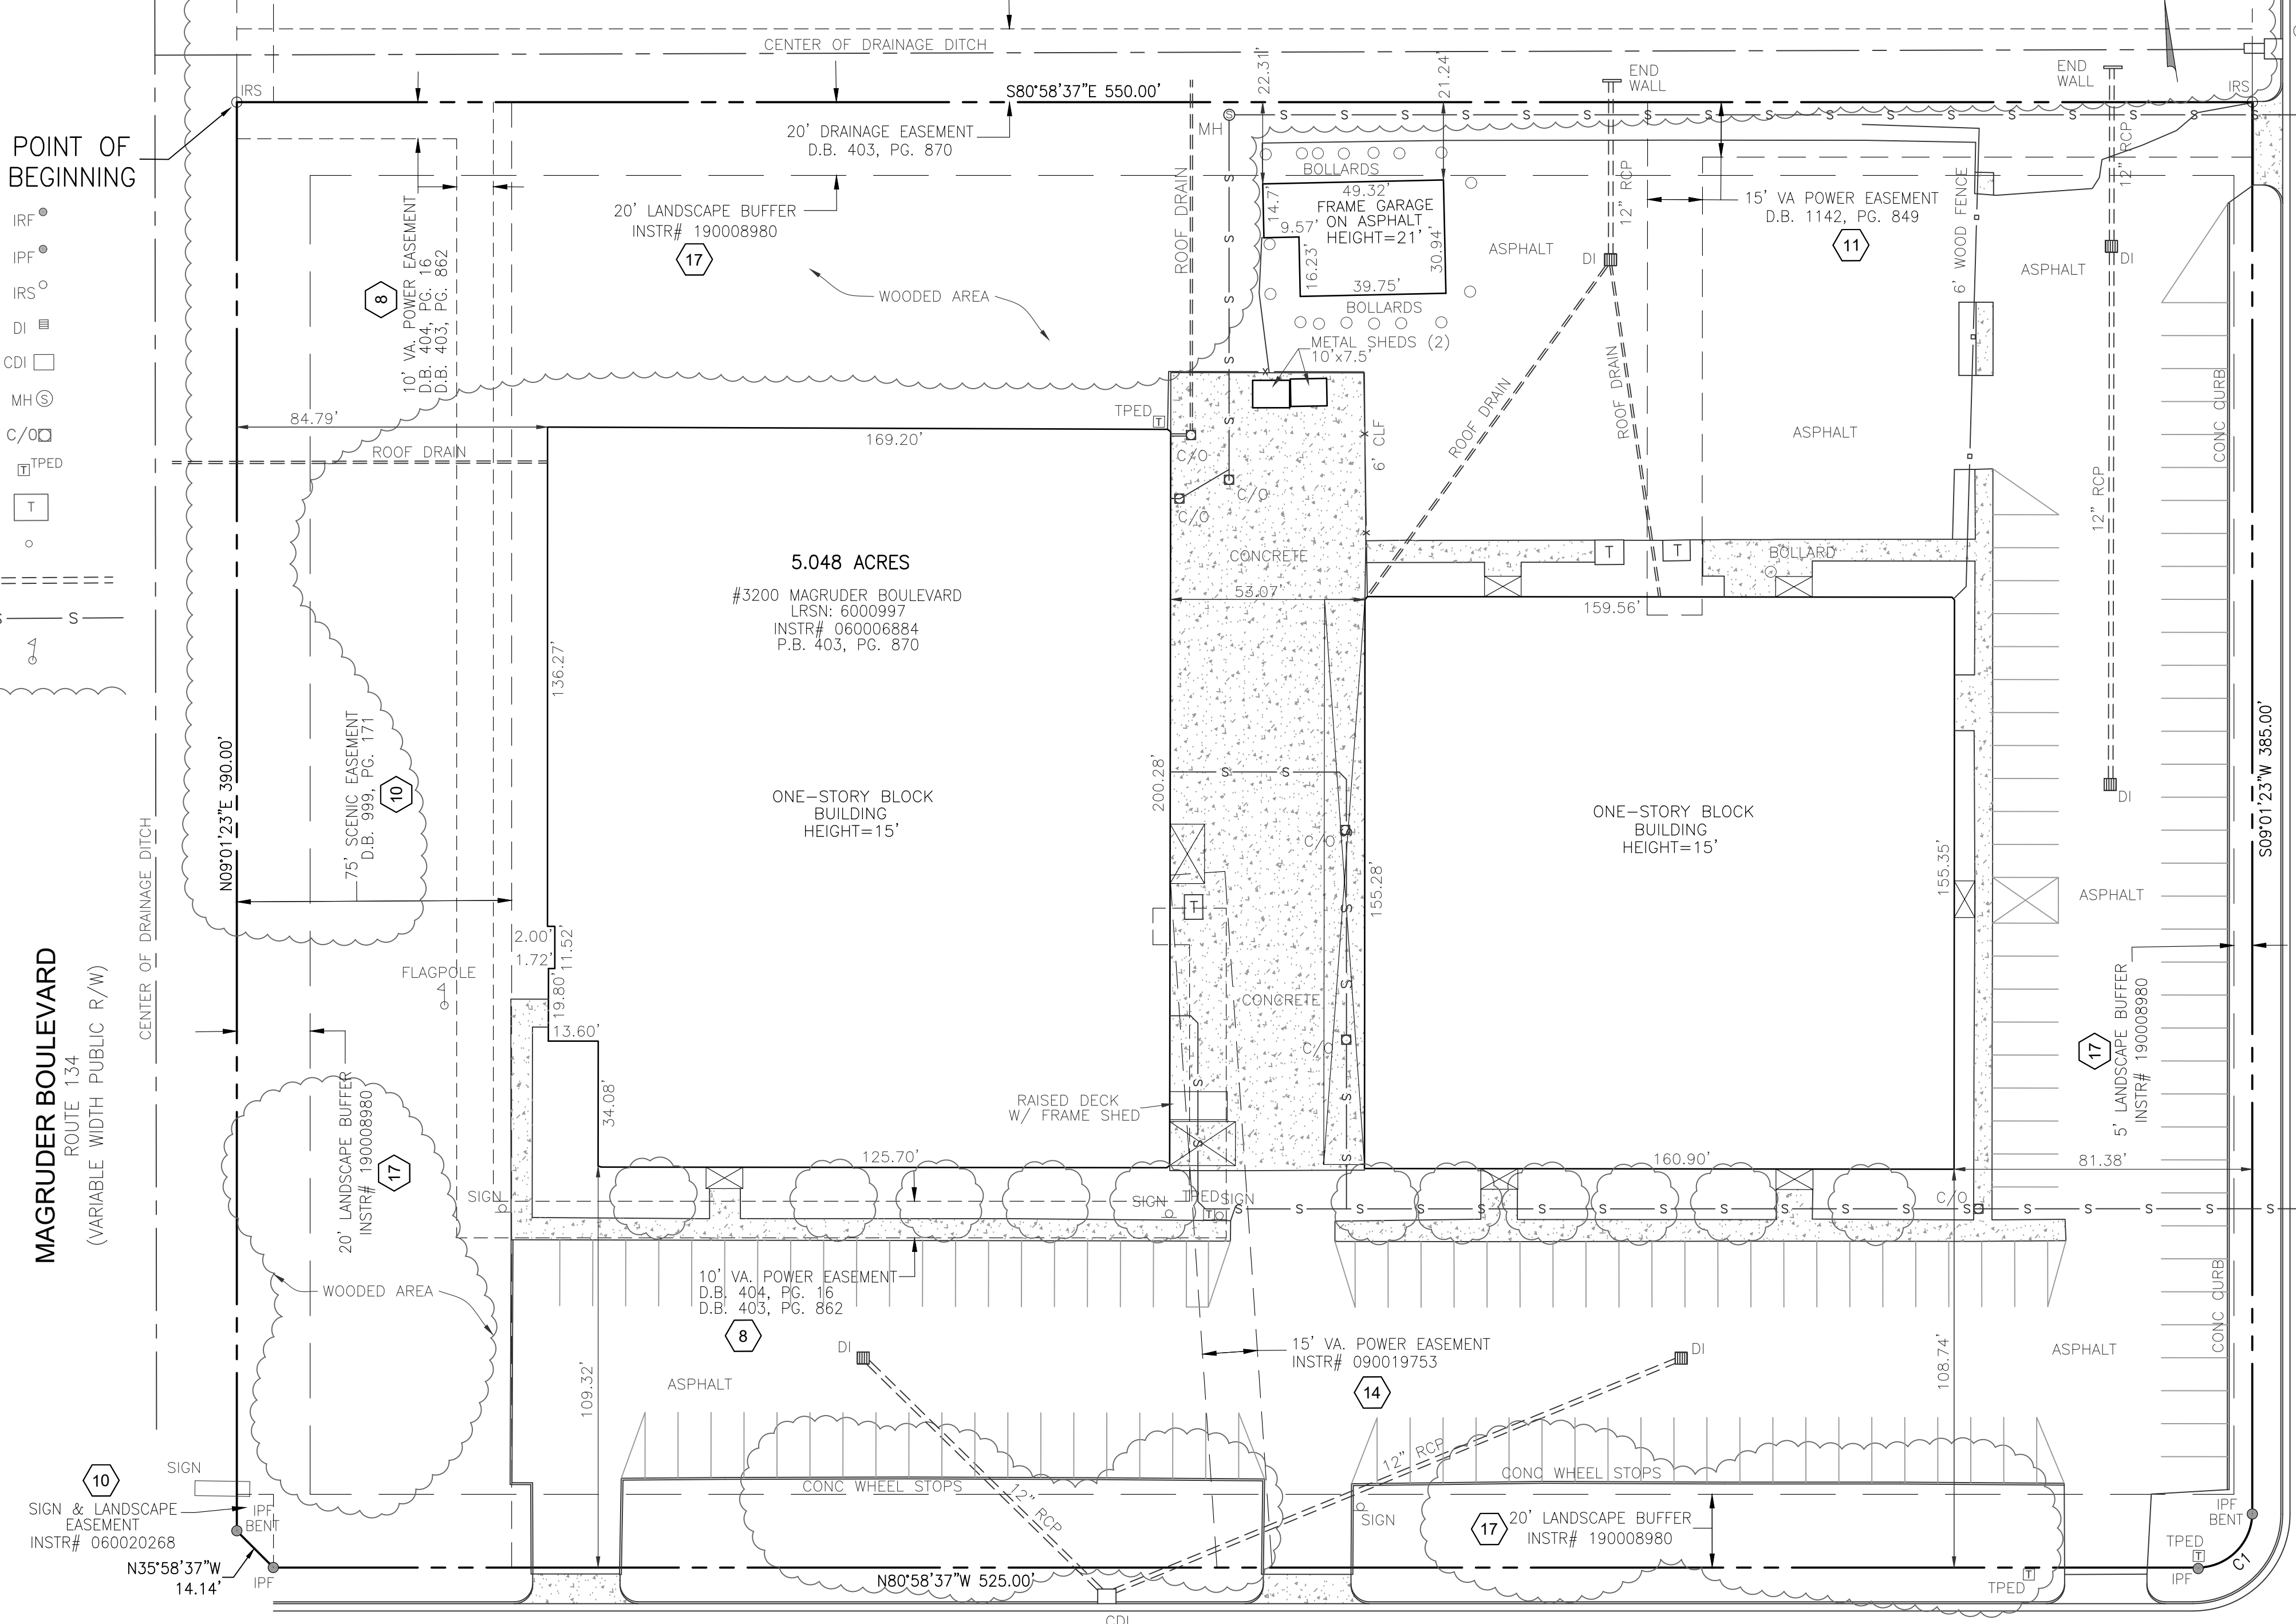 CENTER OF DRAINAGE DITCH
IRS
S80°58'37"E 550.00'
22.31'
21.24'
END
WALL
END
WALL
IRS
POINT OF
BEGINNING
20' DRAINAGE EASEMENT
D.B. 403, PG. 870
MH
S
BOLLARDS
49.32'
FRAME GARAGE
ON ASPHALT
HEIGHT=21'
14.7'
9.57'
16.23'
30.94'
39.75'
BOLLARDS
METAL SHEDS (2)
10'x7.5'
ROOF DRAIN
12" RCP
12" RCP
15' VA POWER EASEMENT
D.B. 1142, PG. 849
11
6' WOOD FENCE
ASPHALT
ASPHALT
DI
DI
IRF
IPF
IRS
DI
CDI
MH S
C/O
T TPED
T
S
20' LANDSCAPE BUFFER
INSTR# 190008980
17
8
10' VA. POWER EASEMENT
D.B. 404, PG. 16
D.B. 403, PG. 862
WOODED AREA
84.79'
ROOF DRAIN
169.20'
TPED T
C/O
C/O
C/O
6' CLF
ROOF DRAIN
ROOF DRAIN
ASPHALT
CONC CURB
12" RCP
5.048 ACRES
#3200 MAGRUDER BOULEVARD
LRSN: 6000997
INSTR# 060006884
P.B. 403, PG. 870
CONCRETE
53.07'
T
T
BOLLARD
159.56'
136.27'
N09°01'23"E 390.00'
75' SCENIC EASEMENT
D.B. 999, PG. 171
10
ONE-STORY BLOCK
BUILDING
HEIGHT=15'
200.28'
C/O
155.28'
ONE-STORY BLOCK
BUILDING
HEIGHT=15'
155.35'
DI
S09°01'23"W 385.00'
ASPHALT
CENTER OF DRAINAGE DITCH
T
2.00'
1.72'
11.52'
19.80'
13.60'
FLAGPOLE
CONCRETE
C/O
MAGRUDER BOULEVARD
ROUTE 134
(VARIABLE WIDTH PUBLIC R/W)
20' LANDSCAPE BUFFER
INSTR# 190008980
17
34.08'
RAISED DECK
W/ FRAME SHED
17
5' LANDSCAPE BUFFER
INSTR# 190008980
125.70'
160.90'
81.38'
SIGN
SIGN
TPED
SIGN
T
C/O
WOODED AREA
10' VA. POWER EASEMENT
D.B. 404, PG. 16
D.B. 403, PG. 862
8
DI
15' VA. POWER EASEMENT
INSTR# 090019753
14
DI
CONC CURB
ASPHALT
109.32'
ASPHALT
108.74'
10
SIGN
SIGN & LANDSCAPE
EASEMENT
INSTR# 060020268
IPF
BENT
CONC WHEEL STOPS
12" RCP
12" RCP
CONC WHEEL STOPS
SIGN
17
20' LANDSCAPE BUFFER
INSTR# 190008980
IPF
BENT
N35°58'37"W
14.14'
IPF
N80°58'37"W 525.00'
TPED
T
TPED
T
IPF
C1
CDI